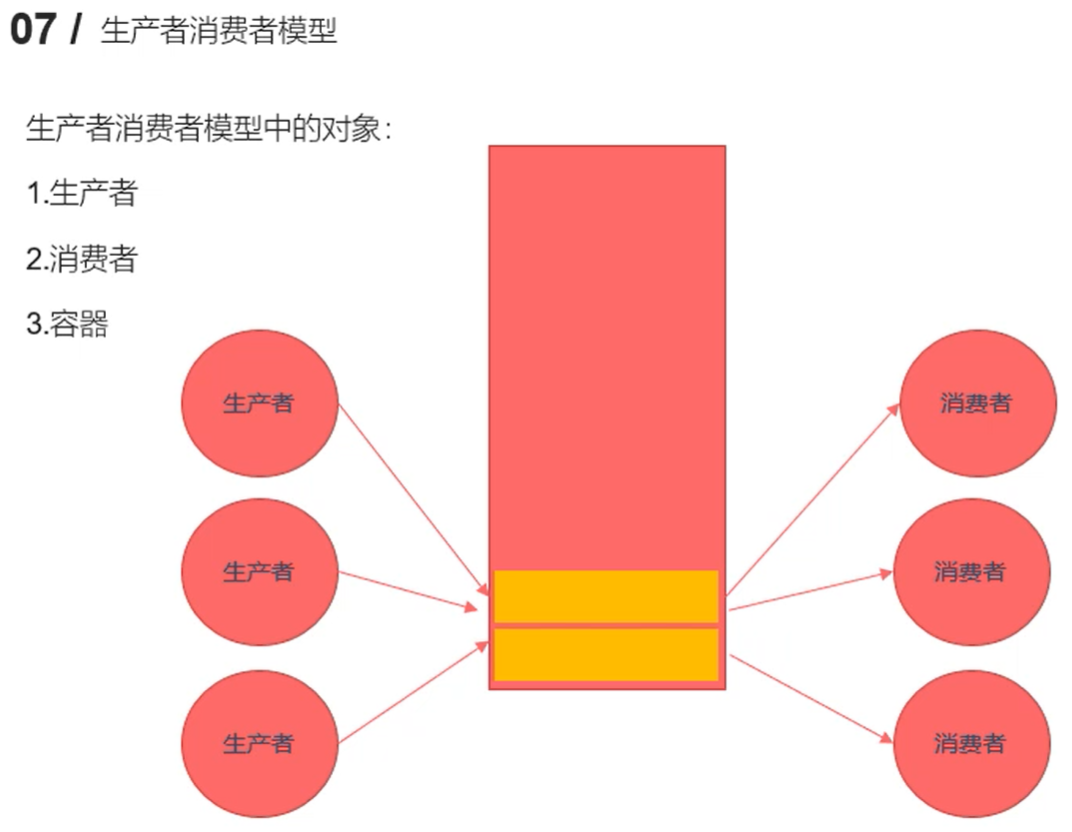 07 / 生产者消费者模型
生产者消费者模型中的对象：
1.生产者
2.消费者
3.容器
生产者
消费者
生产者
消费者
生产者
消费者